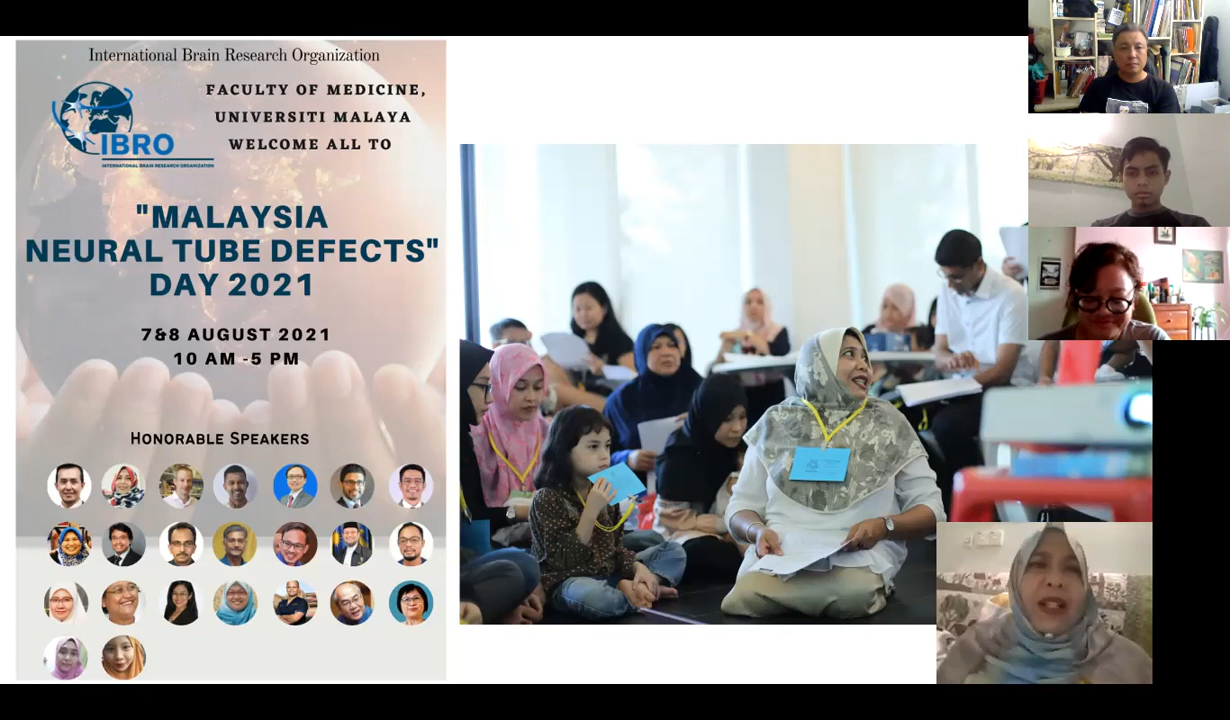 International Brain Research Organization
FACULTY OF MEDICINE,
UNIVERSITI MALAYA
WELCOME ALL TO
IBRO
INTERNATIONAL BRAIN RESEARCH ORGANIZATION
"MALAYSIA
NEURAL TUBE DEFECTS"
DAY 2021
7&8 AUGUST 2021
10 AM -5 PM
HONORABLE SPEAKERS